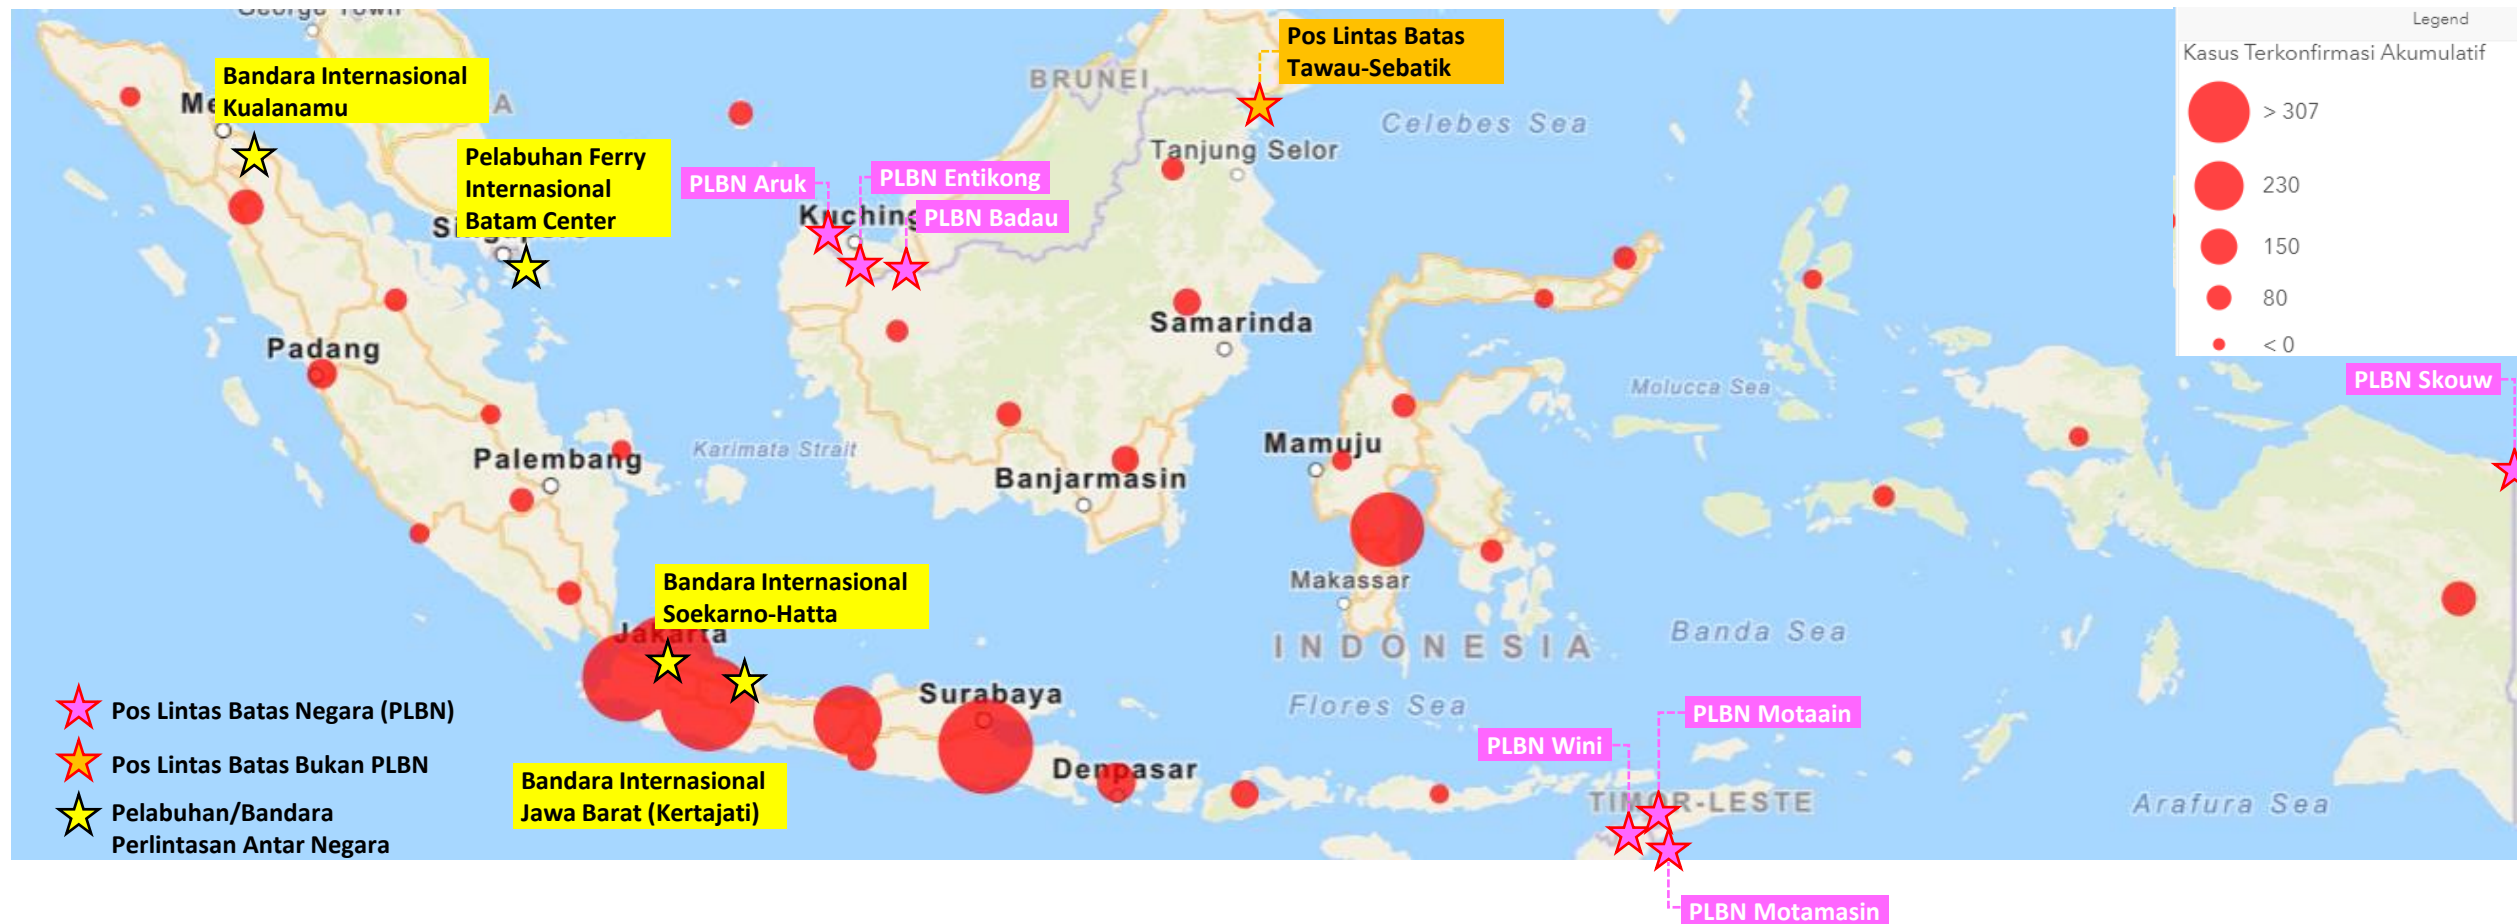 George Town
Legend
Kasus Terkonfirmasi Akumulatif
> 307
230
150
80
< 0
Bandara Internasional
Kualanamu
Pos Lintas Batas
Tawau-Sebatik
BRUNEI
Celebes Sea
Pelabuhan Ferry
Internasional
Batam Center
Tanjung Selor
PLBN Aruk
PLBN Entikong
Kuching
PLBN Badau
Samarinda
Padang
PLBN Skouw
Molucca Sea
Karimata Strait
Palembang
Mamuju
Banjarmasin
Bandara Internasional
Soekarno-Hatta
Makassar
Jakarta
INDONESIA
Banda Sea
Surabaya
Flores Sea
Pos Lintas Batas Negara (PLBN)
PLBN Motaain
PLBN Wini
Pos Lintas Batas Bukan PLBN
Denpasar
Bandara Internasional
Jawa Barat (Kertajati)
TIMOR-LESTE
Arafura Sea
Pelabuhan/Bandara
Perlintasan Antar Negara
PLBN Motamasin